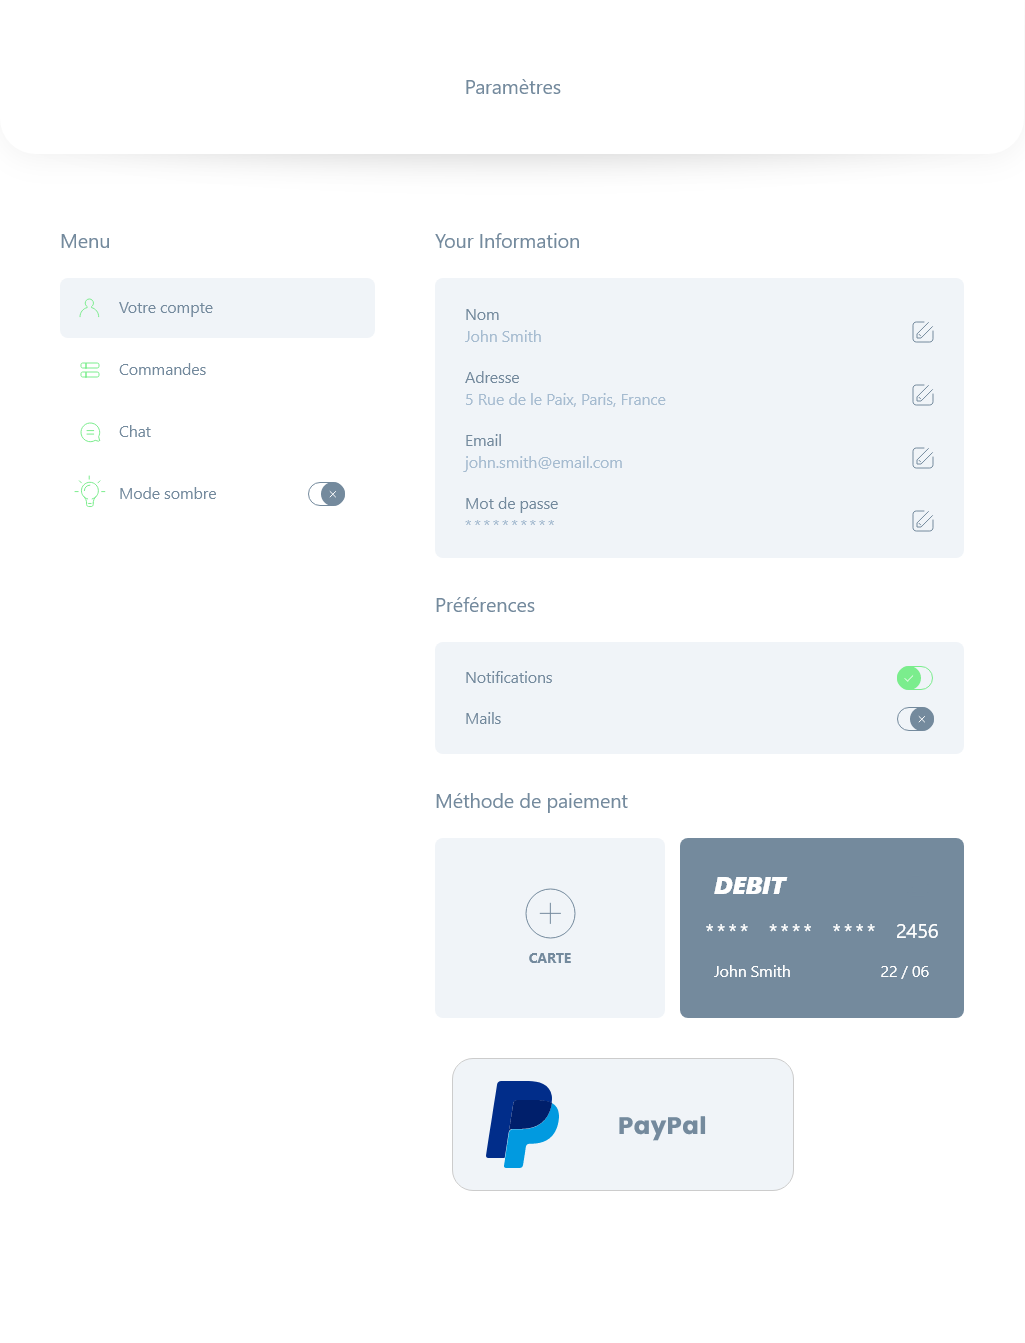 Paramètres
Menu
Votre compte
Commandes
Chat
Mode sombre
Your Information
Nom
John Smith
Adresse
5 Rue de le Paix, Paris, France
Email
john.smith@email.com
Mot de passe
**********
Préférences
Notifications
Mails
Méthode de paiement
CARTE
DEBIT
**** **** **** 2456
John Smith 22 / 06
PayPal